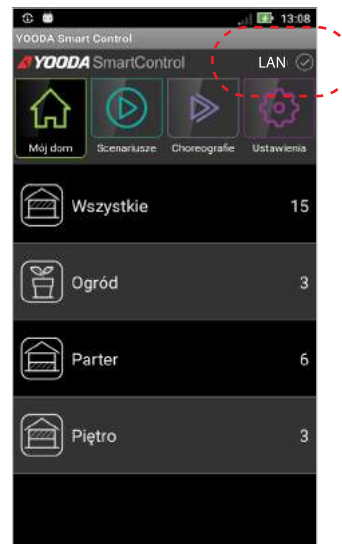 13:08
YOODA Smart Control
YOODA SmartControl LAN
Mój dom Scenariusze Choreografie Ustawienia
Wszystkie 15
Ogród 3
Parter 6
Piętro 3